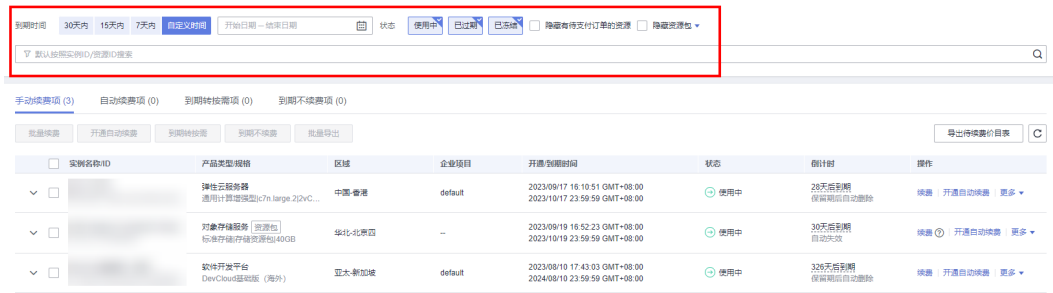 到期时间 30天内 15天内 7天内 自定义时间 开始日期 – 结束日期 状态 使用中 已过期 已冻结 隐藏有待支付订单的资源 隐藏资源包
默认按照实例ID/资源ID搜索
手动续费项 (3) 自动续费项 (0) 到期转按需项 (0) 到期不续费项 (0)
批量续费 开通自动续费 到期转按需 到期不续费 批量导出 导出待续费价目表
实例名称/ID 产品类型/规格 区域 企业项目 开通/到期时间 状态 倒计时 操作
弹性云服务器 中国-香港 default 2023/09/17 16:10:51 GMT+08:00 使用中 28天后到期 续费 开通自动续费 更多
通用计算增强型|c7n.large.2|2vC... 2023/10/17 23:59:59 GMT+08:00 保留期后自动删除
对象存储服务 资源包 华北-北京四 -- 2023/09/19 16:52:23 GMT+08:00 使用中 30天后到期 续费 开通自动续费 更多
标准存储|存储资源包|40GB 2023/10/19 23:59:59 GMT+08:00 自动失效
软件开发平台 亚太-新加坡 default 2023/08/10 17:43:03 GMT+08:00 使用中 326天后到期 续费 开通自动续费 更多
DevCloud基础版（海外） 2024/08/10 23:59:59 GMT+08:00 保留期后自动删除